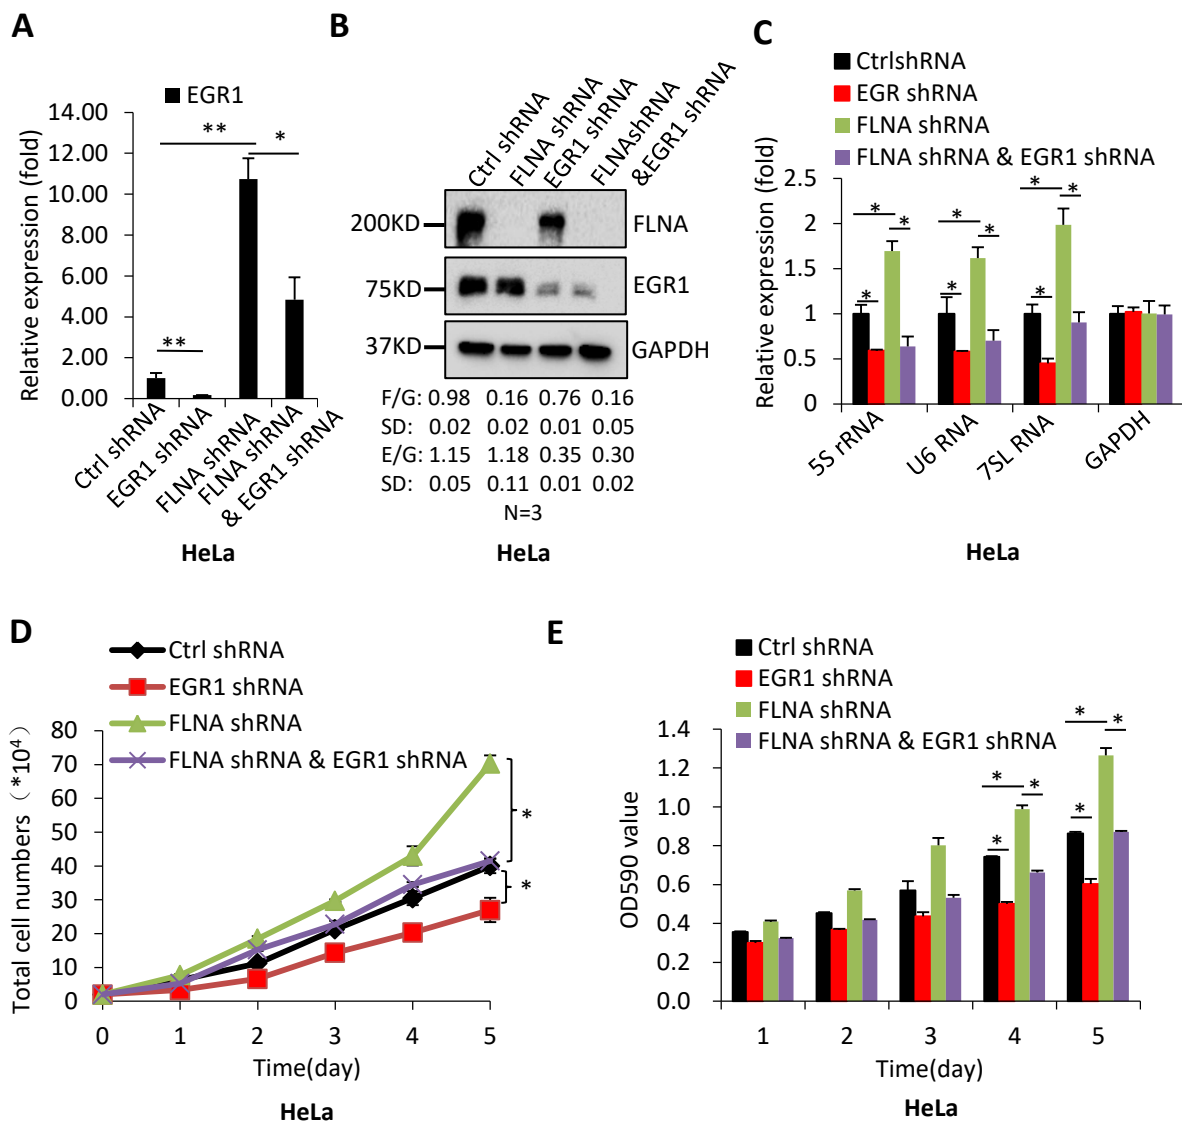 A
EGR1
Relative expression (fold)
14.00
12.00
10.00
8.00
6.00
4.00
2.00
0.00
**
*
**
Ctrl shRNA
EGR1 shRNA
FLNA shRNA
FLNA shRNA
& EGR1 shRNA
HeLa
B
Ctrl shRNA
FLNA shRNA
EGR1 shRNA
FLNAshRNA
&EGR1 shRNA
200KD
FLNA
75KD
EGR1
37KD
GAPDH
F/G: 0.98 0.16 0.76 0.16
SD: 0.02 0.02 0.01 0.05
E/G: 1.15 1.18 0.35 0.30
SD: 0.05 0.11 0.01 0.02
N=3
HeLa
C
CtrlshRNA
EGR shRNA
FLNA shRNA
FLNA shRNA & EGR1 shRNA
Relative expression (fold)
2.5
2
1.5
1
0.5
0
* * *
* * *
* * *
5S rRNA
U6 RNA
7SL RNA
GAPDH
HeLa
D
Ctrl shRNA
EGR1 shRNA
FLNA shRNA
FLNA shRNA & EGR1 shRNA
Total cell numbers（*10⁴）
80
70
60
50
40
30
20
10
0
*
*
0 1 2 3 4 5
Time(day)
HeLa
E
Ctrl shRNA
EGR1 shRNA
FLNA shRNA
FLNA shRNA & EGR1 shRNA
OD590 value
1.4
1.2
1.0
0.8
0.6
0.4
0.2
0.0
* * *
* * *
1 2 3 4 5
Time(day)
HeLa